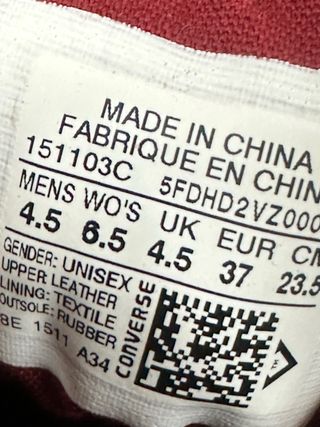 MADE IN CHINA
FABRIQUE EN CHIN
151103C 5FDHD2VZ000
MENS WO'S UK EUR CM
4.5 6.5 4.5 37 23.5
GENDER: UNISEX
UPPER: LEATHER
LINING: TEXTILE
OUTSOLE: RUBBER
1511 A34
CONVERSE
TM